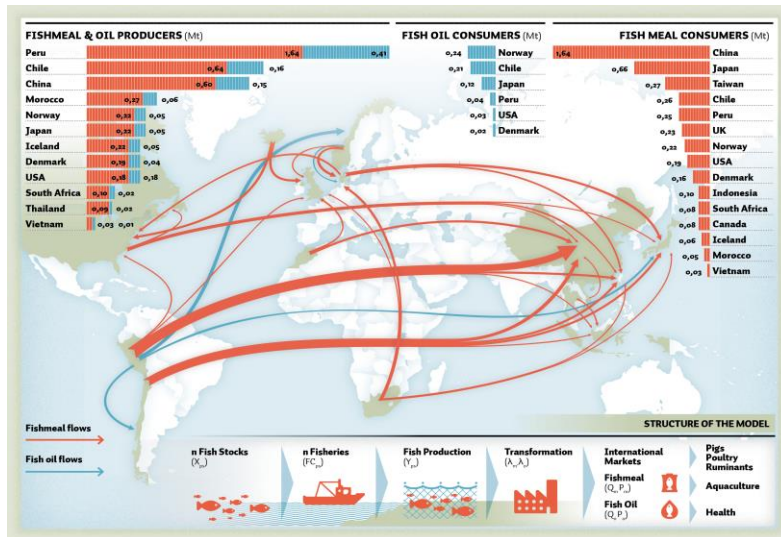 FISHMEAL & OIL PRODUCERS (Mt)
Peru 1,64 0,41
Chile 0,64 0,16
China 0,60 0,15
Morocco 0,27 0,06
Norway 0,22 0,05
Japan 0,22 0,05
Iceland 0,22 0,05
Denmark 0,19 0,04
USA 0,18 0,18
South Africa 0,10 0,02
Thailand 0,09 0,02
Vietnam 0,03 0,01
FISH OIL CONSUMERS (Mt)
0,24 Norway
0,21 Chile
0,12 Japan
0,04 Peru
0,03 USA
0,02 Denmark
FISH MEAL CONSUMERS (Mt)
1,64 China
0,66 Japan
0,27 Taiwan
0,26 Chile
0,25 Peru
0,23 UK
0,22 Norway
0,19 USA
0,16 Denmark
0,10 Indonesia
0,08 South Africa
0,08 Canada
0,06 Iceland
0,05 Morocco
0,03 Vietnam
Fishmeal flows
Fish oil flows
STRUCTURE OF THE MODEL
n Fish Stocks
n Fisheries
Fish Production
Transformation
International
Markets
Fishmeal
Fish Oil
Pigs
Poultry
Ruminants
Aquaculture
Health